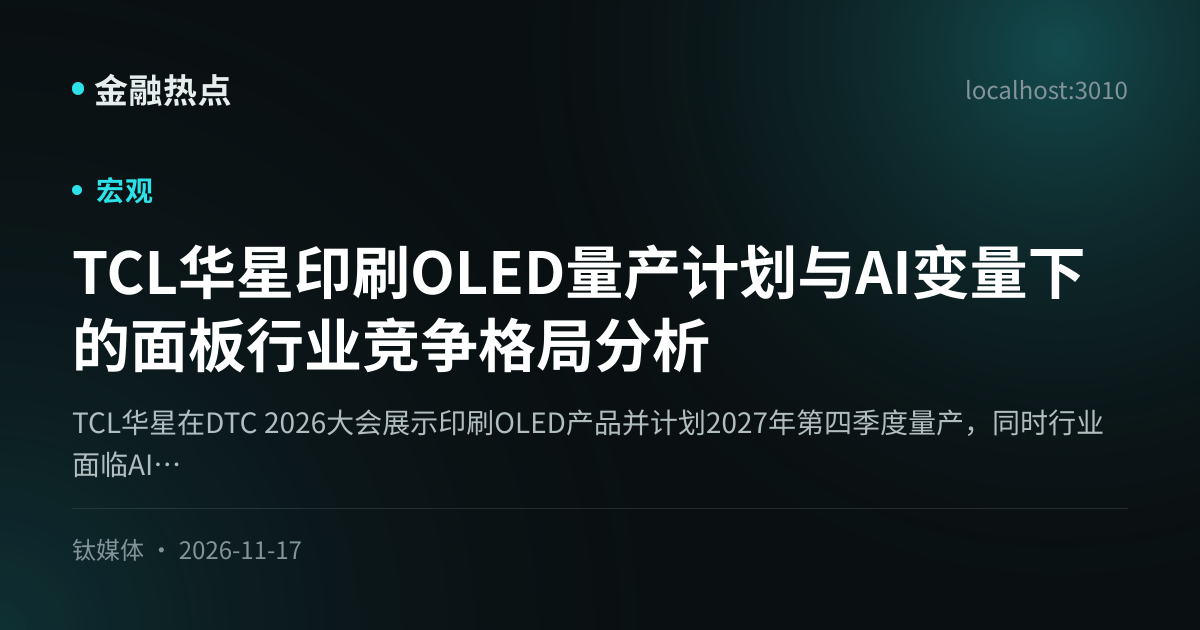 金融热点
localhost:3010
宏观
TCL华星印刷OLED量产计划与AI变量下
的面板行业竞争格局分析
TCL华星在DTC 2026大会展示印刷OLED产品并计划2027年第四季度量产，同时行业
面临AI…
钛媒体 · 2026-11-17